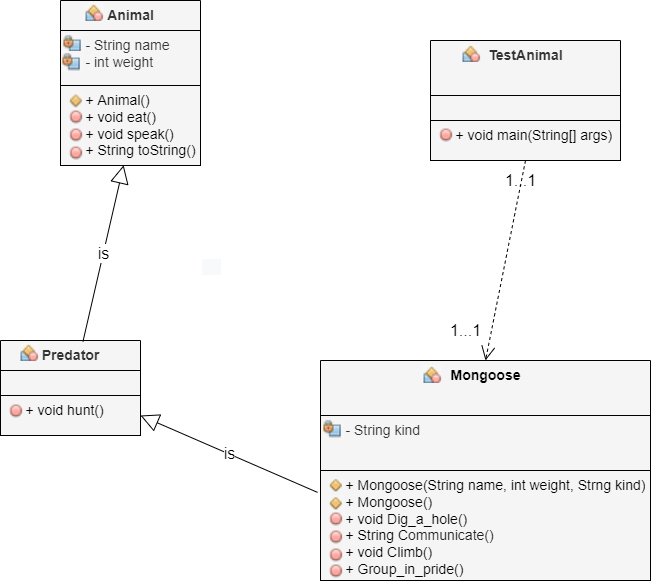 Animal
- String name
- int weight
+ Animal()
+ void eat()
+ void speak()
+ String toString()
TestAnimal
+ void main(String[] args)
1...1
is
1...1
Predator
+ void hunt()
is
Mongoose
- String kind
+ Mongoose(String name, int weight, Strng kind)
+ Mongoose()
+ void Dig_a_hole()
+ String Communicate()
+ void Climb()
+ Group_in_pride()